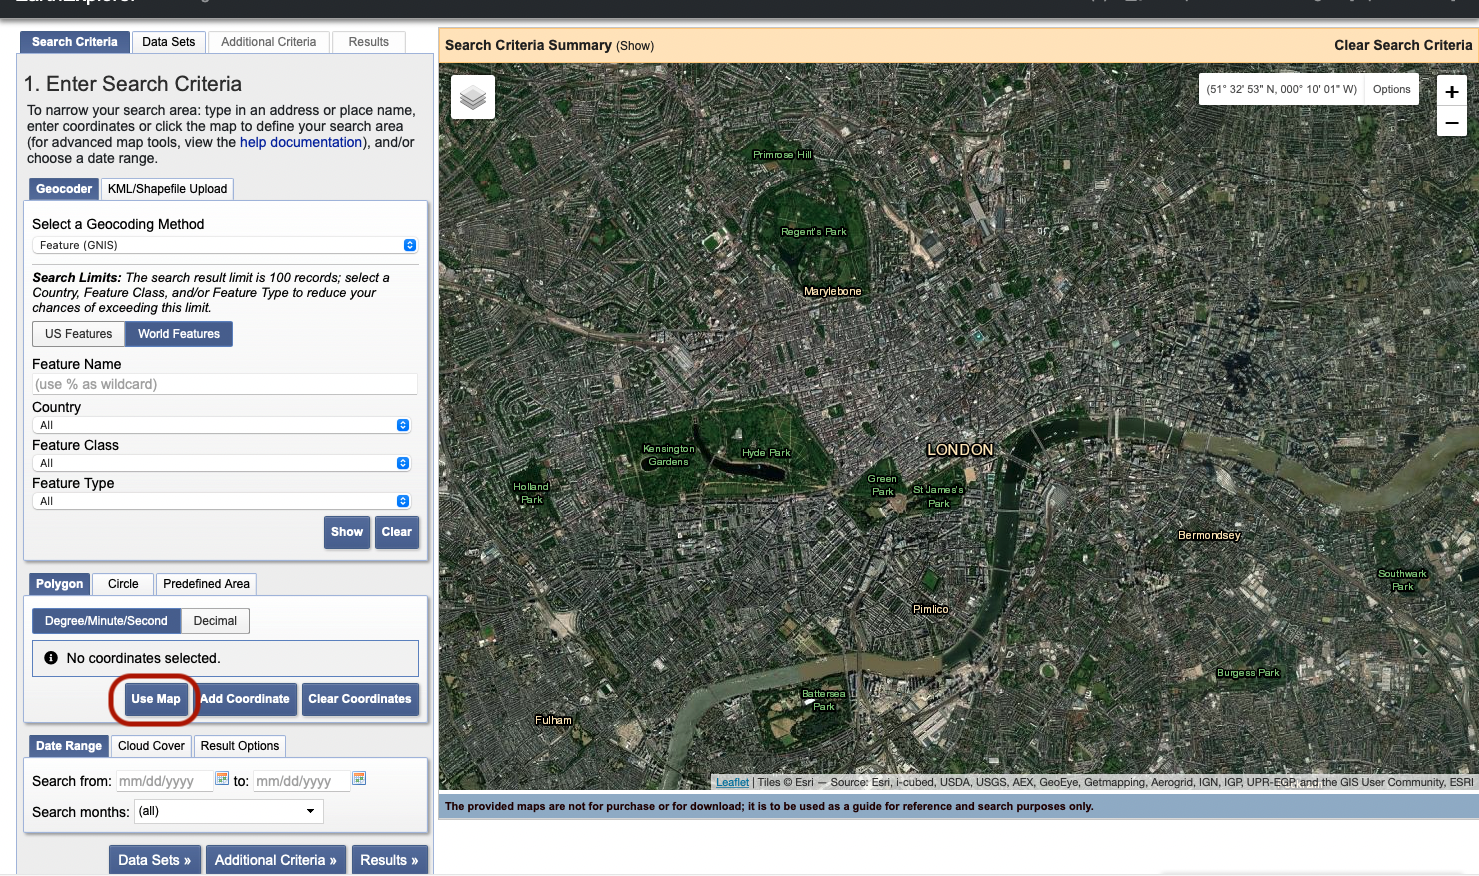 Search Criteria
Data Sets
Additional Criteria
Results
1. Enter Search Criteria
To narrow your search area: type in an address or place name,
enter coordinates or click the map to define your search area
(for advanced map tools, view the help documentation), and/or
choose a date range.
Geocoder
KML/Shapefile Upload
Select a Geocoding Method
Feature (GNIS)
Search Limits: The search result limit is 100 records; select a
Country, Feature Class, and/or Feature Type to reduce your
chances of exceeding this limit.
US Features
World Features
Feature Name
(use % as wildcard)
Country
All
Feature Class
All
Feature Type
All
Show
Clear
Polygon
Circle
Predefined Area
Degree/Minute/Second
Decimal
No coordinates selected.
Use Map
Add Coordinate
Clear Coordinates
Date Range
Cloud Cover
Result Options
Search from: mm/dd/yyyy to: mm/dd/yyyy
Search months: (all)
Data Sets »
Additional Criteria »
Results »
Search Criteria Summary (Show)
Clear Search Criteria
(51° 32' 53" N, 000° 10' 01" W)
Options
+
−
Primrose Hill
Regent's Park
Marylebone
Kensington
Gardens
Hyde Park
LONDON
Holland
Park
Green
Park
St James's
Park
Bermondsey
Southwark
Park
Pimlico
Burgess Park
Battersea
Park
Fulham
Leaflet | Tiles © Esri — Source: Esri, i-cubed, USDA, USGS, AEX, GeoEye, Getmapping, Aerogrid, IGN, IGP, UPR-EGP, and the GIS User Community, ESRI
The provided maps are not for purchase or for download; it is to be used as a guide for reference and search purposes only.